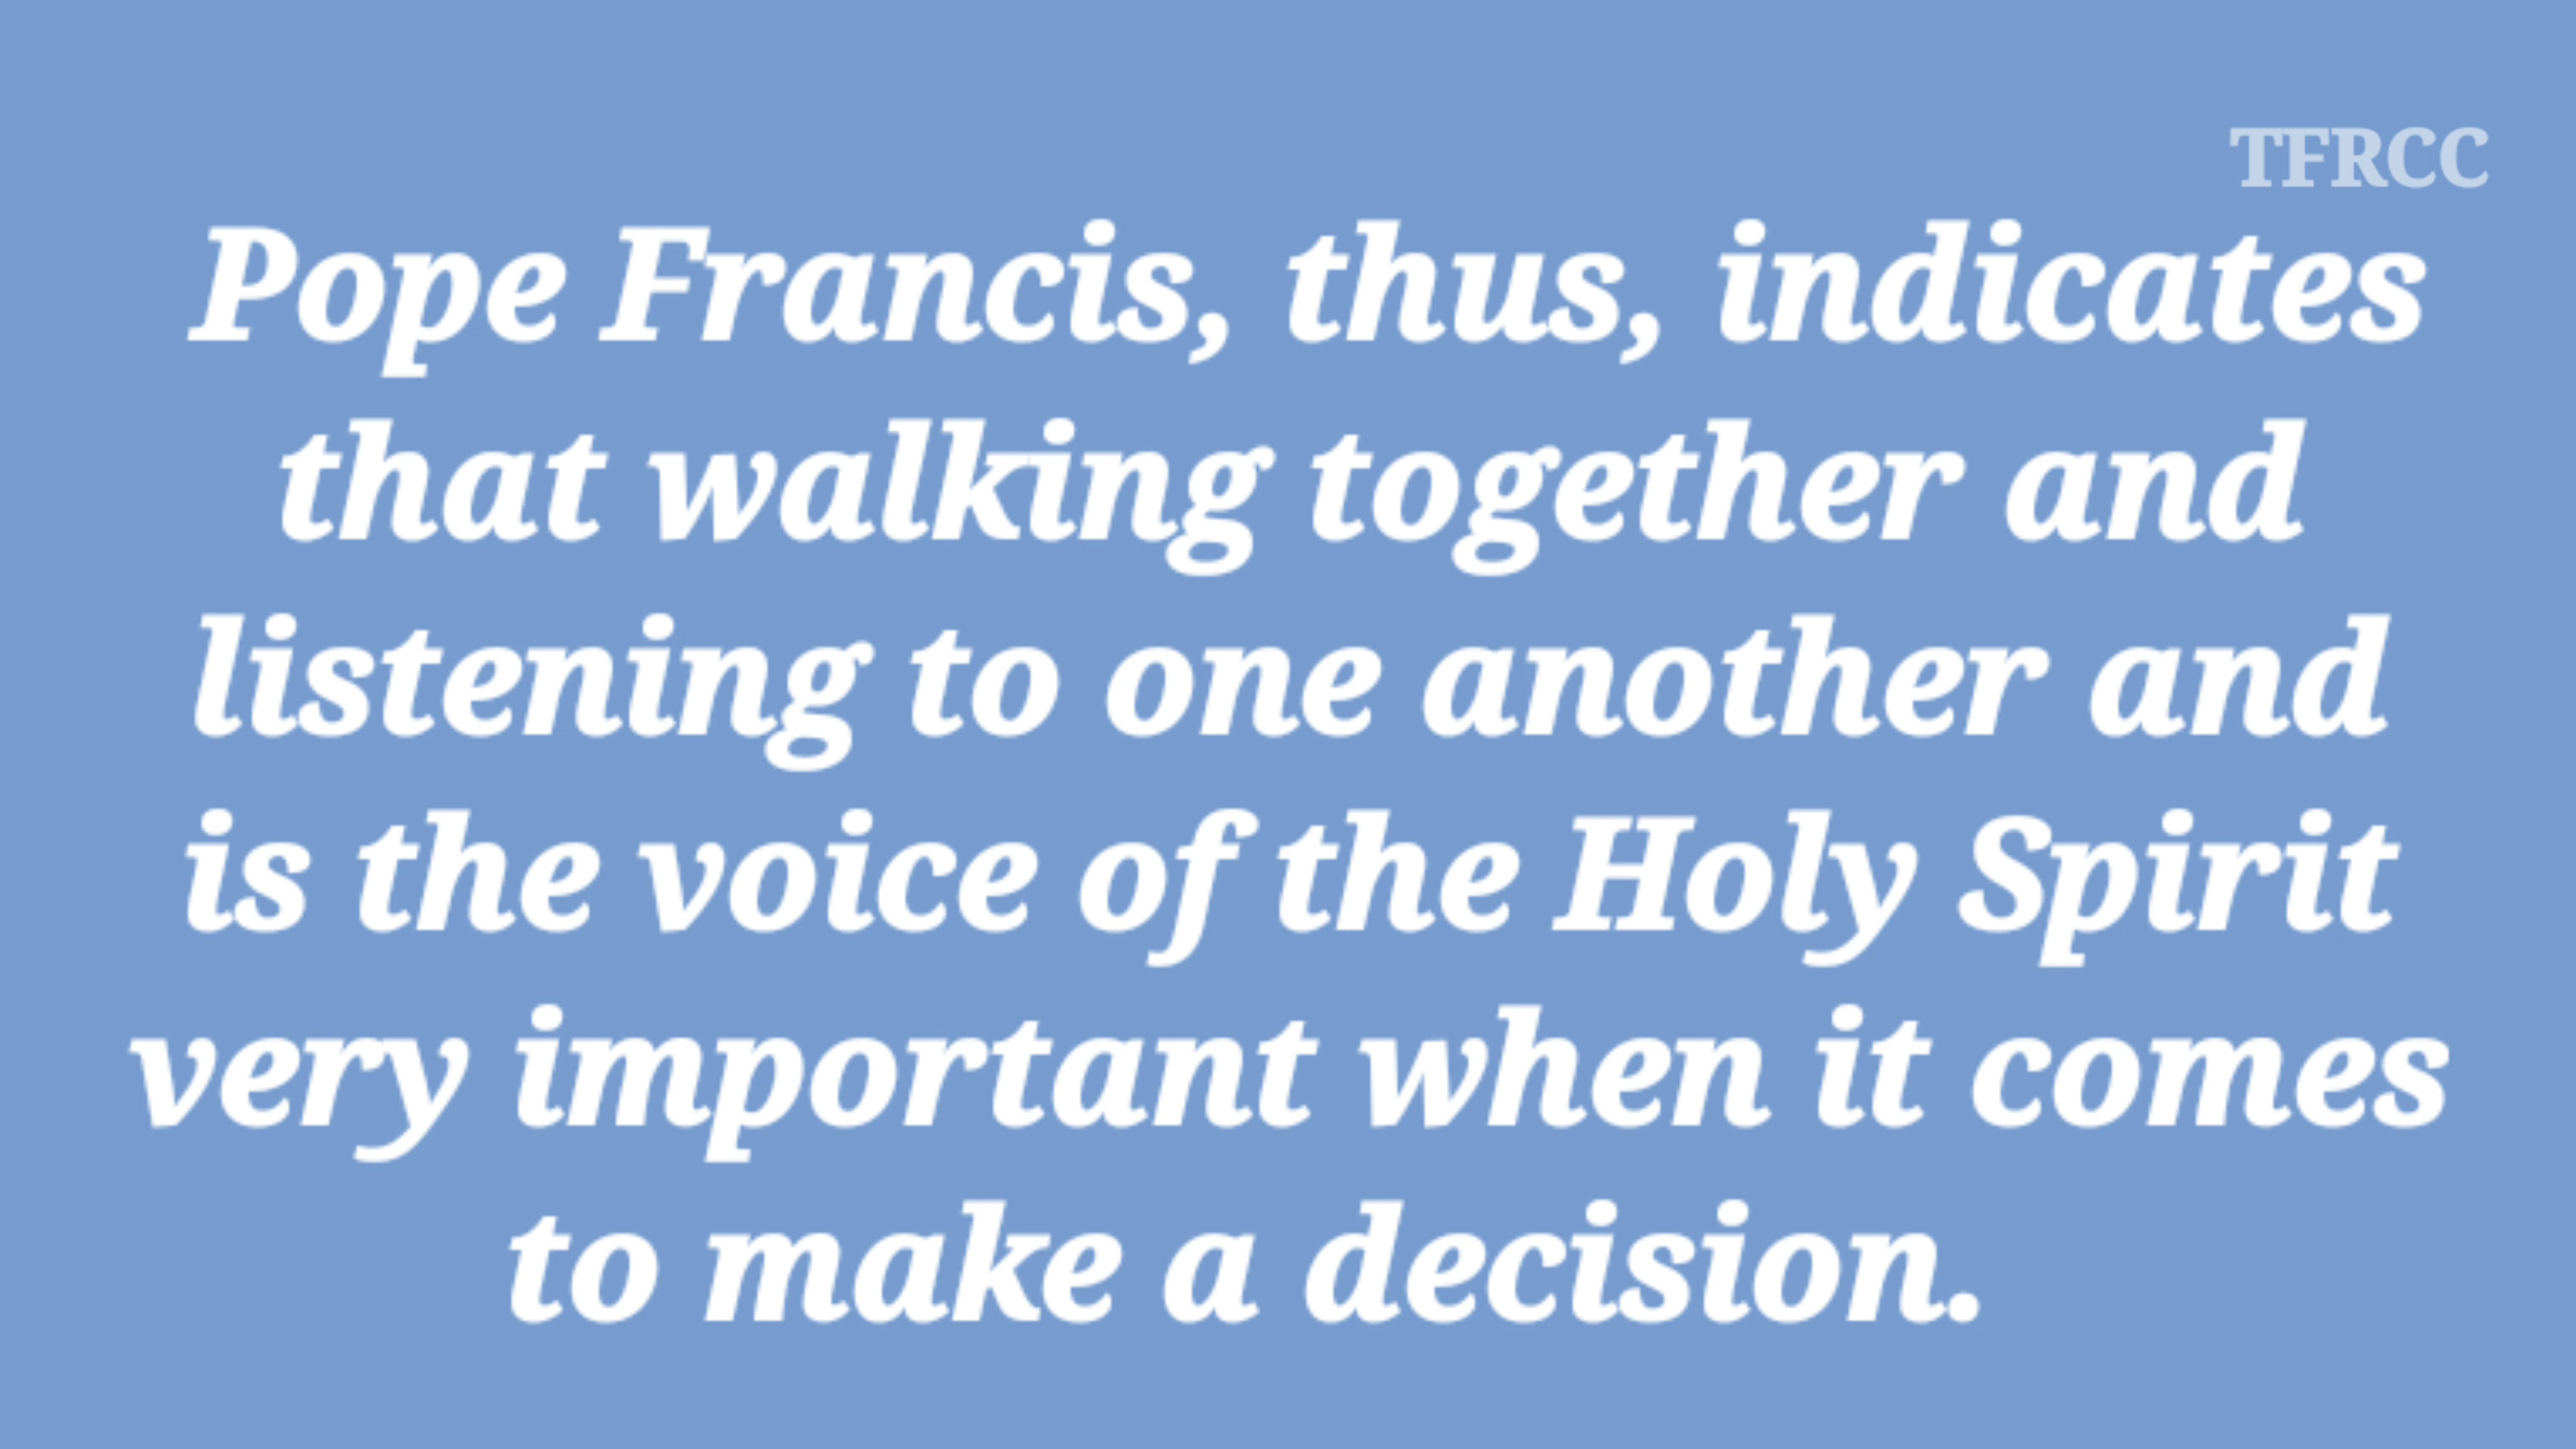 TFRCC
Pope Francis, thus, indicates
that walking together and
listening to one another and
is the voice of the Holy Spirit
very important when it comes
to make a decision.